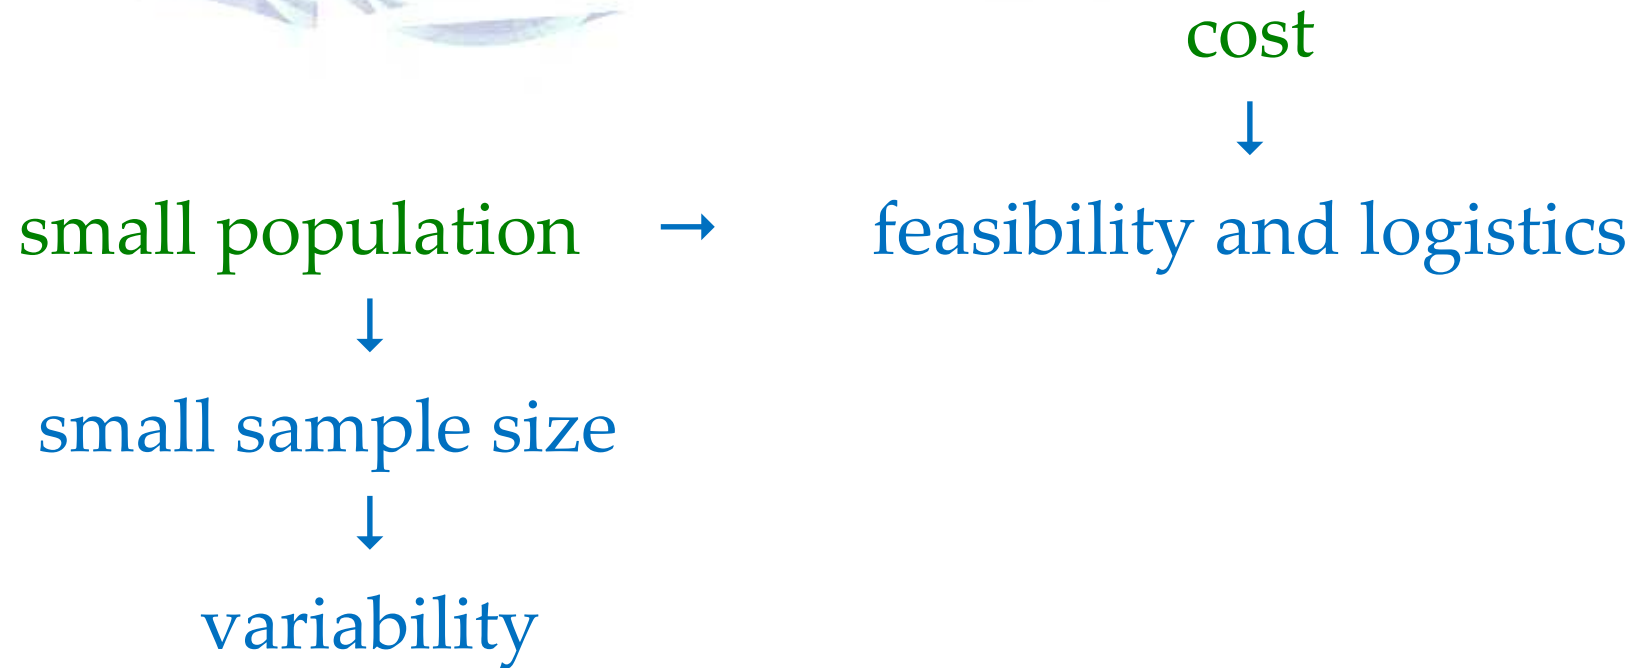 cost
↓
small population → feasibility and logistics
↓
small sample size
↓
variability